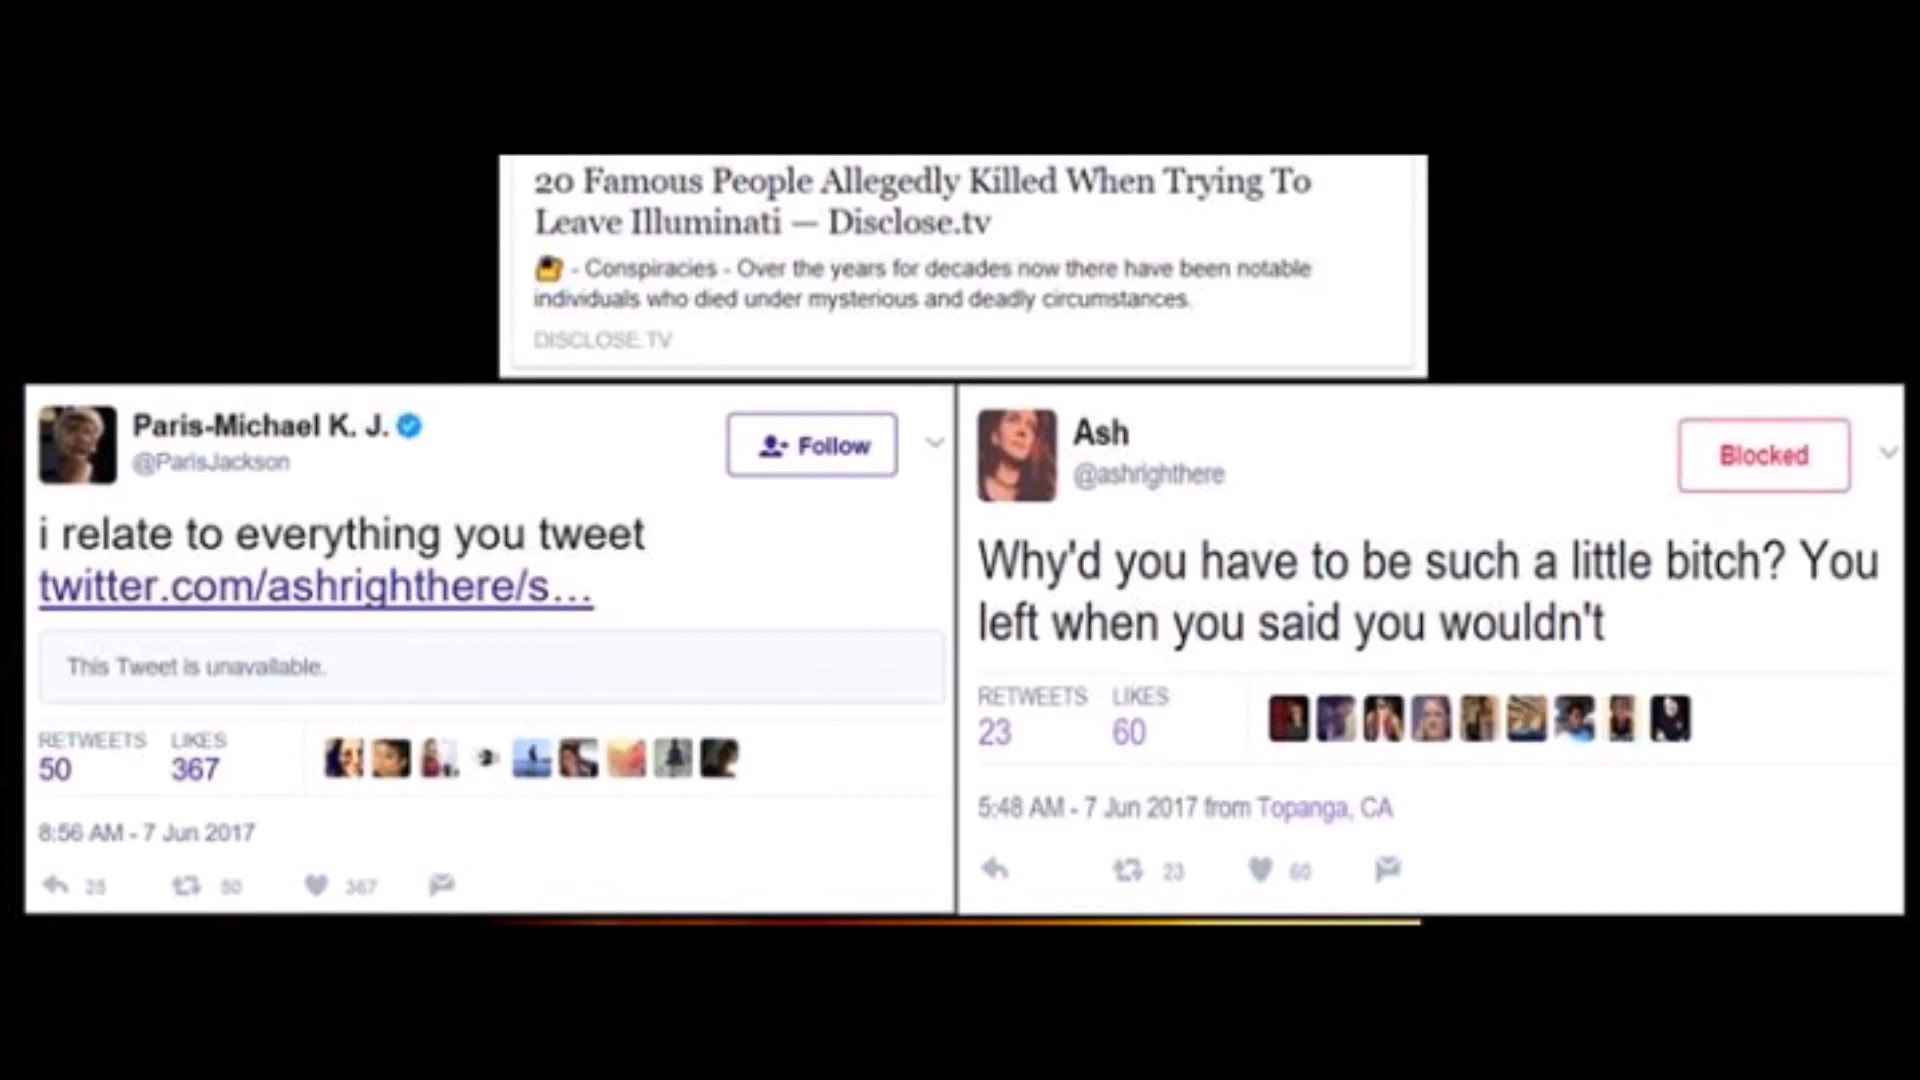 20 Famous People Allegedly Killed When Trying To
Leave Illuminati — Disclose.tv
- Conspiracies - Over the years for decades now there have been notable
individuals who died under mysterious and deadly circumstances.
DISCLOSE.TV
Paris-Michael K. J.
@ParisJackson
Follow
i relate to everything you tweet
twitter.com/ashrighthere/s...
This Tweet is unavailable.
RETWEETS LIKES
50 367
8:56 AM - 7 Jun 2017
50 367
Ash
@ashrighthere
Blocked
Why'd you have to be such a little bitch? You
left when you said you wouldn't
RETWEETS LIKES
23 60
5:48 AM - 7 Jun 2017 from Topanga, CA
23 60